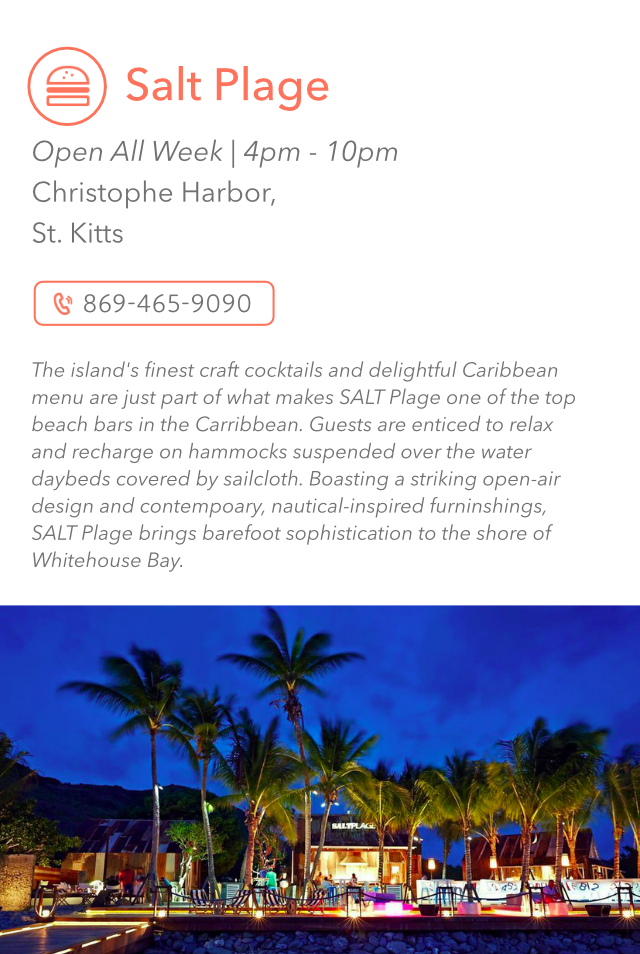 Salt Plage
Open All Week | 4pm - 10pm
Christophe Harbor,
St. Kitts
869-465-9090
The island's finest craft cocktails and delightful Caribbean
menu are just part of what makes SALT Plage one of the top
beach bars in the Carribbean. Guests are enticed to relax
and recharge on hammocks suspended over the water
daybeds covered by sailcloth. Boasting a striking open-air
design and contempoary, nautical-inspired furninshings,
SALT Plage brings barefoot sophistication to the shore of
Whitehouse Bay.
SALTPLAGE